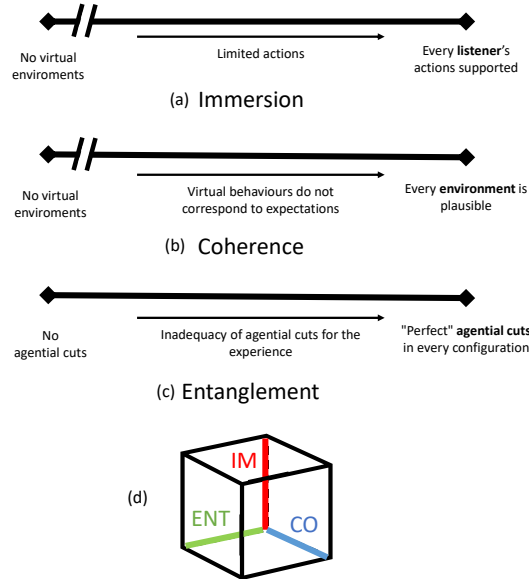 No virtual
enviroments
Limited actions
Every listener's
actions supported
(a) Immersion
No virtual
enviroments
Virtual behaviours do not
correspond to expectations
Every environment is
plausible
(b) Coherence
No
agential cuts
Inadequacy of agential cuts for the
experience
"Perfect" agential cuts
in every configuration
(c) Entanglement
(d)
IM
ENT
CO